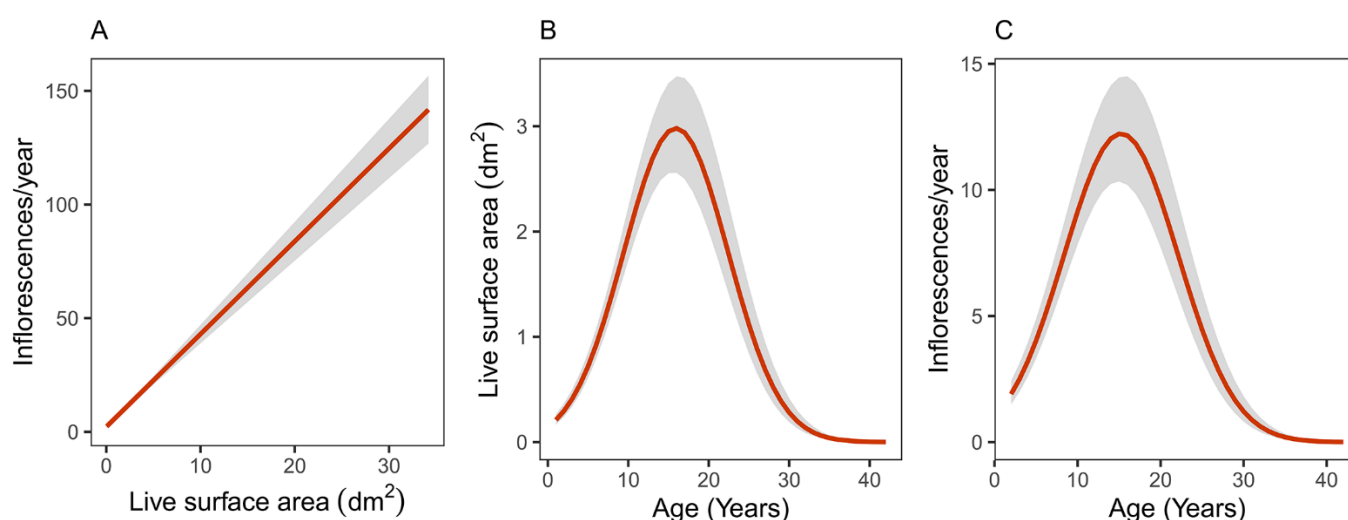 A
150
100
50
0
Inflorescences/year
0 10 20 30
Live surface area (dm²)
B
3
2
1
0
Live surface area (dm²)
0 10 20 30 40
Age (Years)
C
15
10
5
0
Inflorescences/year
0 10 20 30 40
Age (Years)